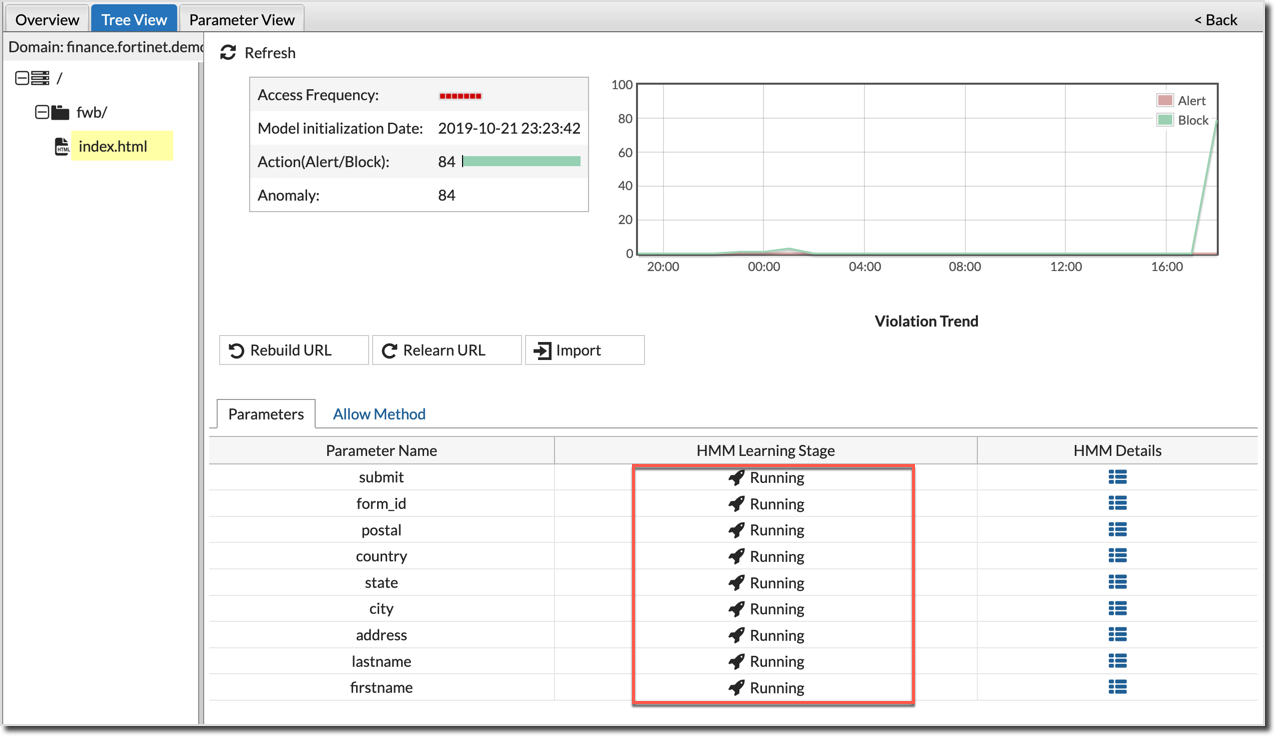 Overview Tree View Parameter View < Back
Domain: finance.fortinet.demo
/
fwb/
index.html
Refresh
Access Frequency:
Model initialization Date: 2019-10-21 23:23:42
Action(Alert/Block): 84
Anomaly: 84
100
80
60
40
20
0
Alert
Block
20:00 00:00 04:00 08:00 12:00 16:00
Violation Trend
Rebuild URL Relearn URL Import
Parameters Allow Method
Parameter Name HMM Learning Stage HMM Details
submit Running
form_id Running
postal Running
country Running
state Running
city Running
address Running
lastname Running
firstname Running